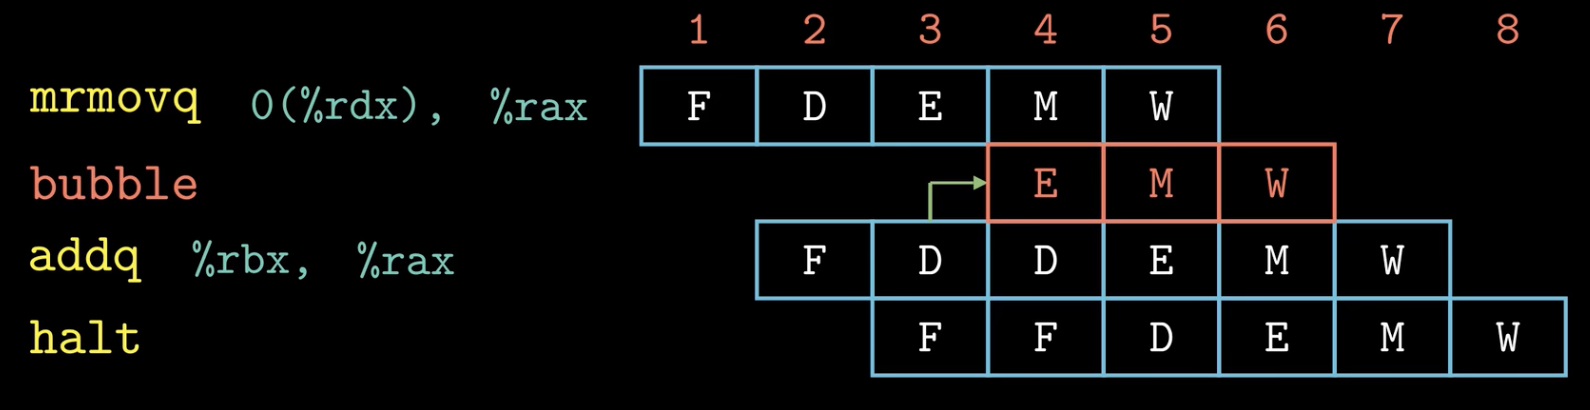 1 2 3 4 5 6 7 8
mrmovq 0(%rdx), %rax F D E M W
bubble E M W
addq %rbx, %rax F D D E M W
halt F F D E M W